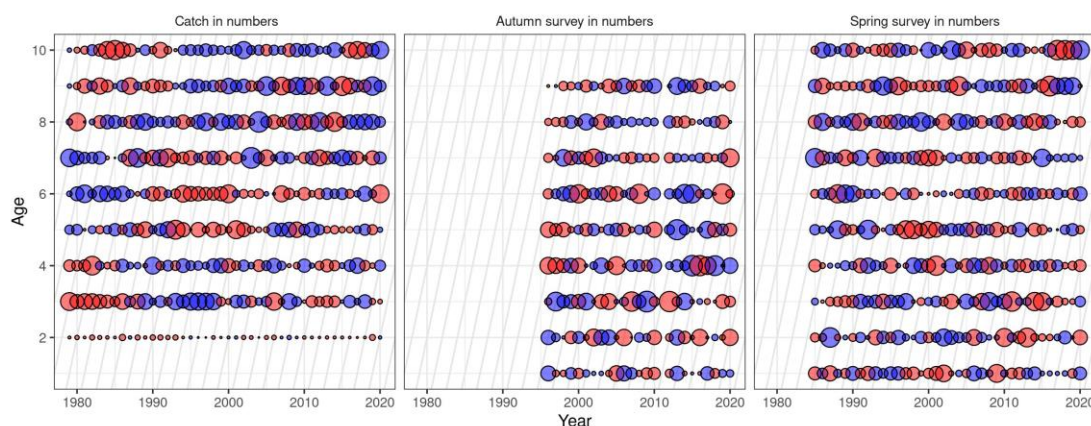 Catch in numbers
Autumn survey in numbers
Spring survey in numbers
10
8
6
4
2
Age
1980 1990 2000 2010 2020
1980 1990 2000 2010 2020
1980 1990 2000 2010 2020
Year